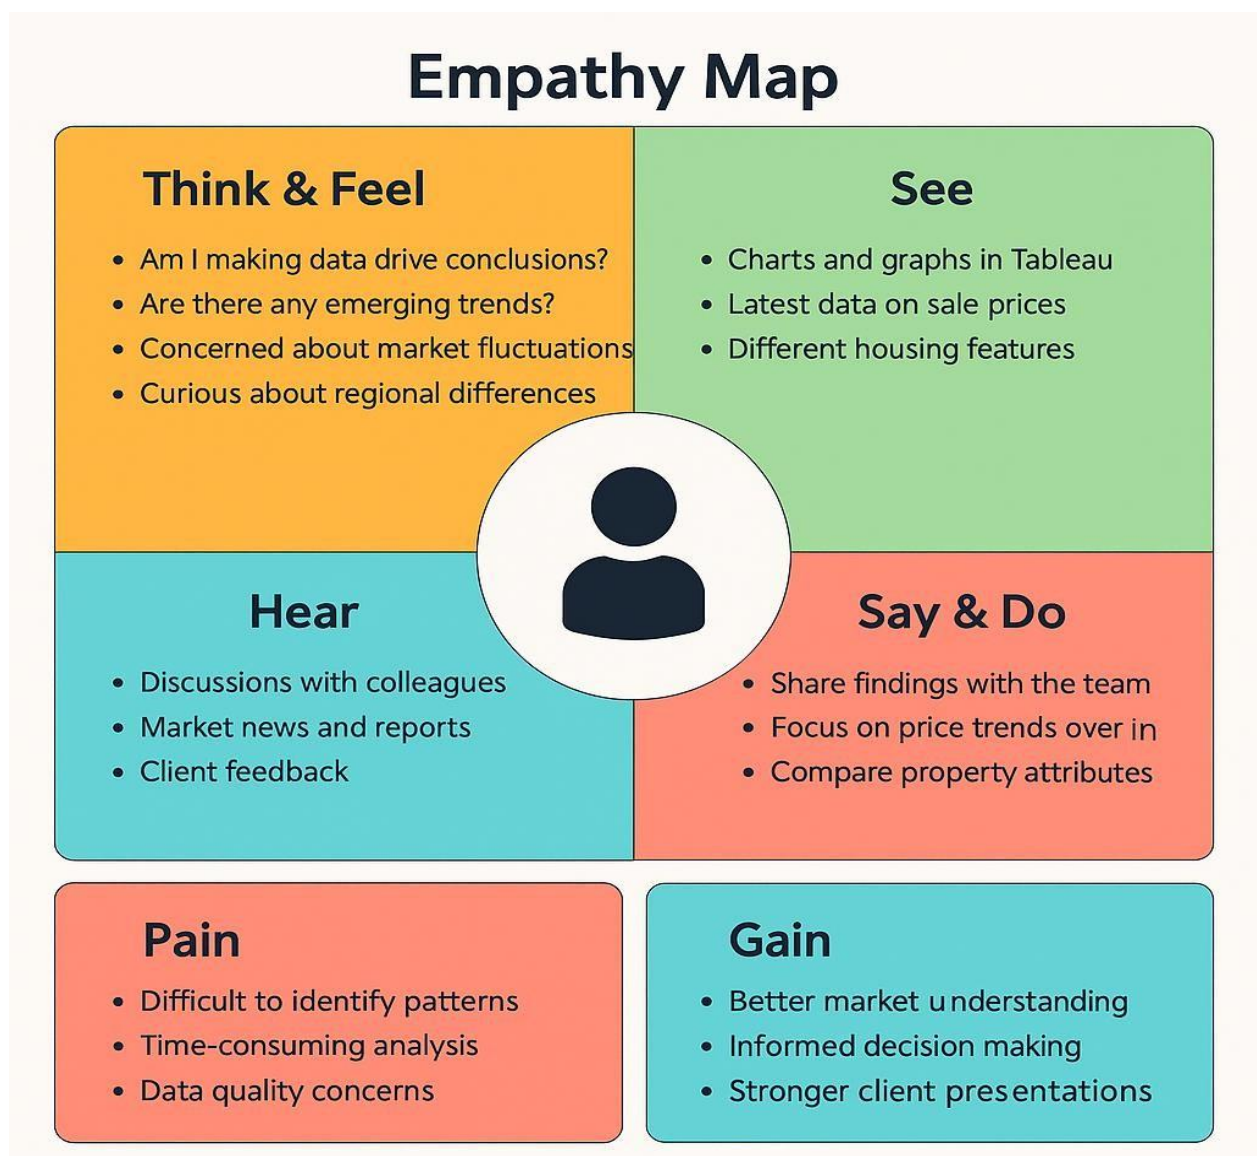 Empathy Map
Think & Feel
• Am I making data drive conclusions?
• Are there any emerging trends?
• Concerned about market fluctuations
• Curious about regional differences
See
• Charts and graphs in Tableau
• Latest data on sale prices
• Different housing features
Hear
• Discussions with colleagues
• Market news and reports
• Client feedback
Say & Do
• Share findings with the team
• Focus on price trends over in
• Compare property attributes
Pain
• Difficult to identify patterns
• Time-consuming analysis
• Data quality concerns
Gain
• Better market understanding
• Informed decision making
• Stronger client presentations